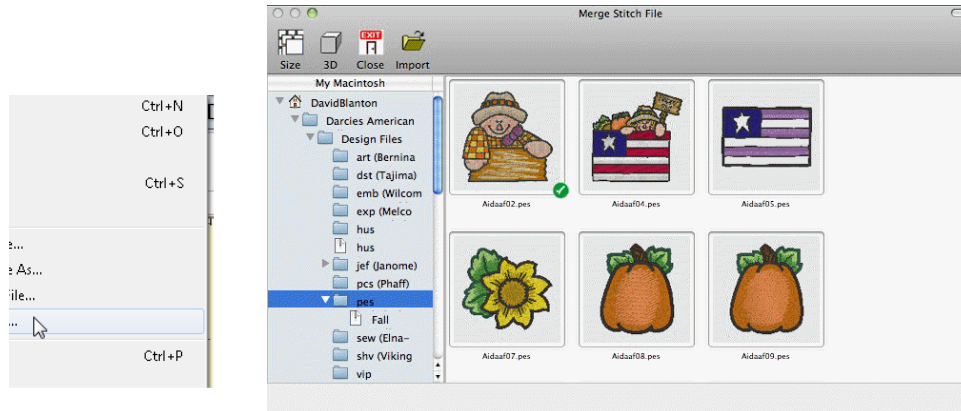 Ctrl+N
Ctrl+O
Ctrl+S
e...
e As...
File...
...
Ctrl+P
Merge Stitch File
EXIT
Size 3D Close Import
My Macintosh
DavidBlanton
Darcies American
Design Files
art (Bernina
dst (Tajima)
emb (Wilcom
exp (Melco
hus
hus
jef (Janome)
pcs (Phaff)
pes
Fall
sew (Elna-
shv (Viking
vip
Aidaaf02.pes Aidaaf04.pes Aidaaf05.pes
Aidaaf07.pes Aidaaf08.pes Aidaaf09.pes